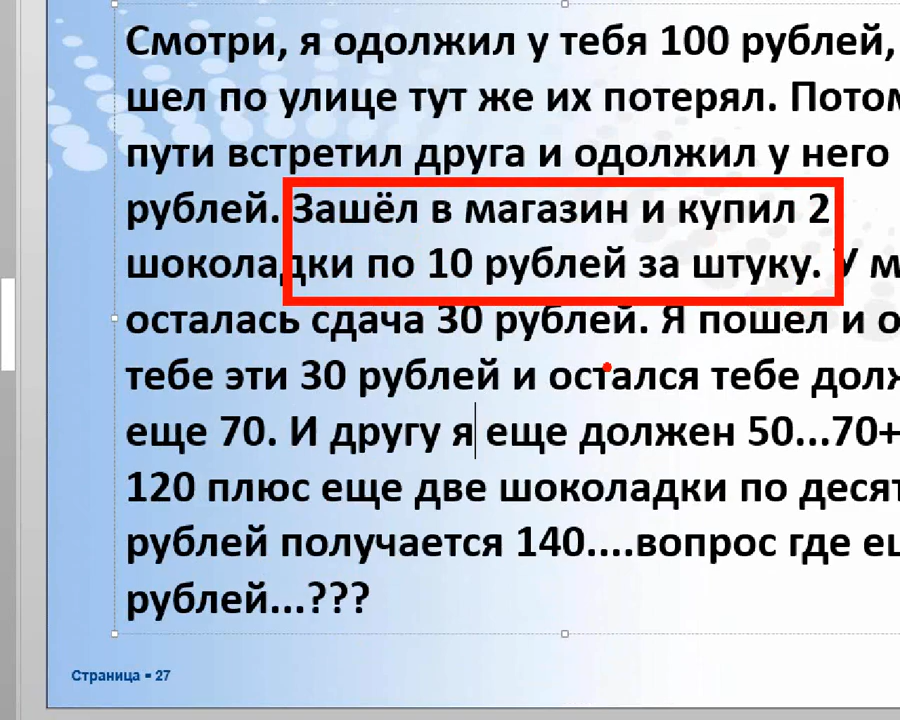 Смотри, я одолжил у тебя 100 рублей,
шел по улице тут же их потерял. Потом
пути встретил друга и одолжил у него
рублей. Зашёл в магазин и купил 2
шоколадки по 10 рублей за штуку. У м
осталась сдача 30 рублей. Я пошел и о
тебе эти 30 рублей и остался тебе долж
еще 70. И другу я еще должен 50...70+
120 плюс еще две шоколадки по десят
рублей получается 140....вопрос где ещ
рублей...???
Страница ▪ 27